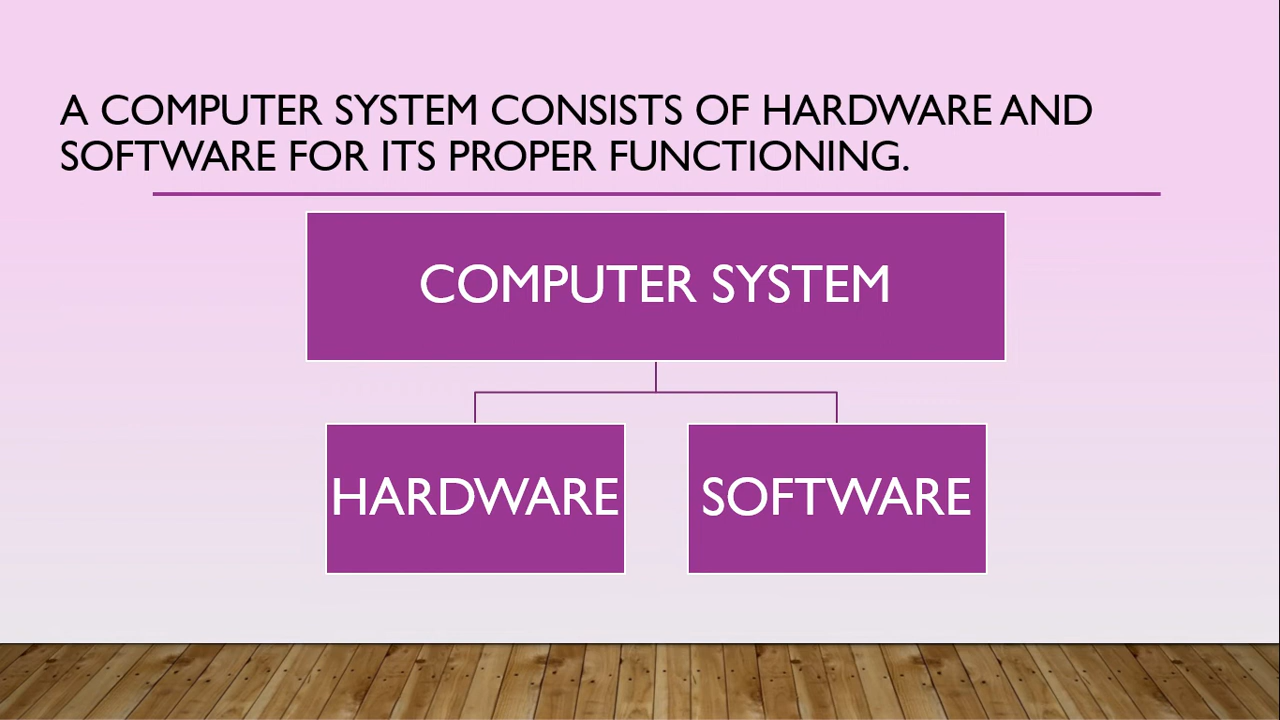 A COMPUTER SYSTEM CONSISTS OF HARDWARE AND
SOFTWARE FOR ITS PROPER FUNCTIONING.
COMPUTER SYSTEM
HARDWARE
SOFTWARE